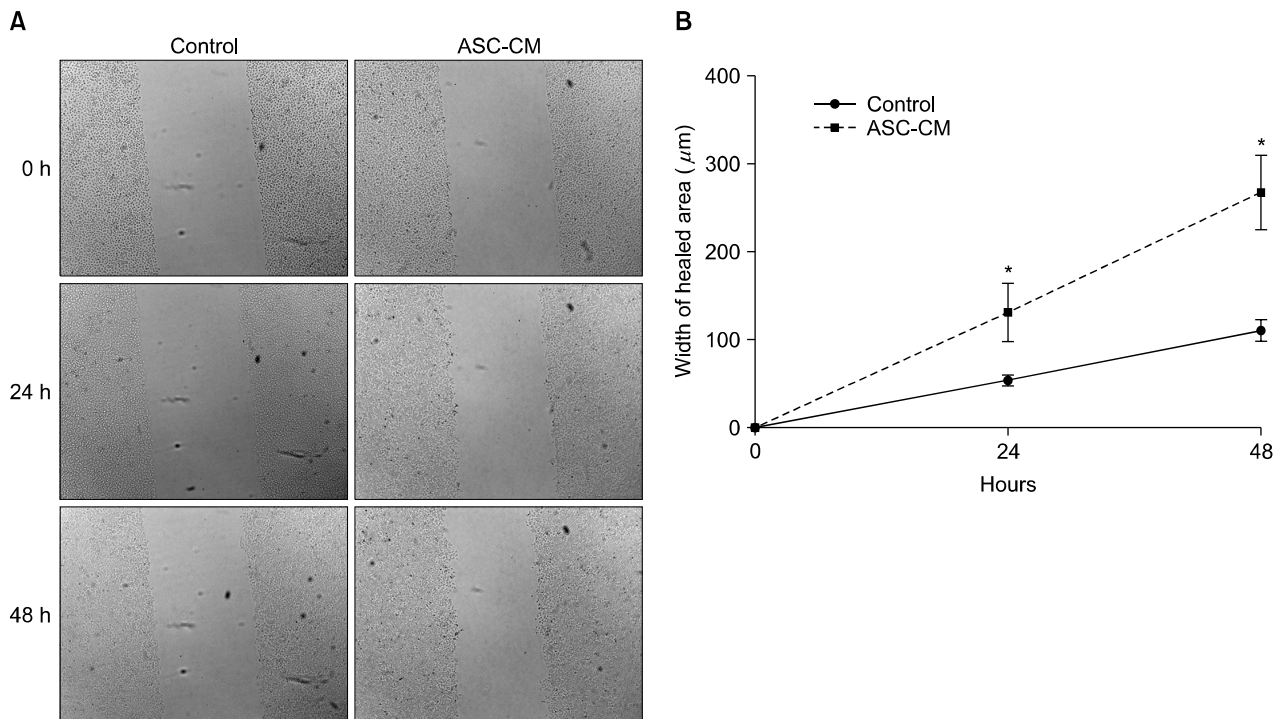 A
Control
ASC-CM
0 h
24 h
48 h
B
400
300
200
100
0
Width of healed area ( μm)
Control
ASC-CM
*
*
0
24
48
Hours